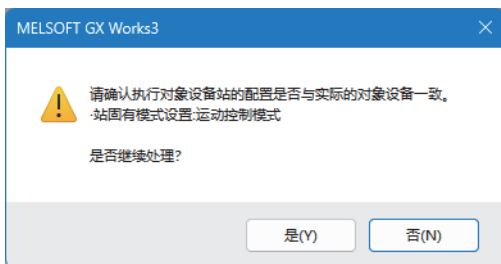 MELSOFT GX Works3
请确认执行对象设备站的配置是否与实际的对象设备一致。
·站固有模式设置:运动控制模式
是否继续处理?
是(Y)
否(N)